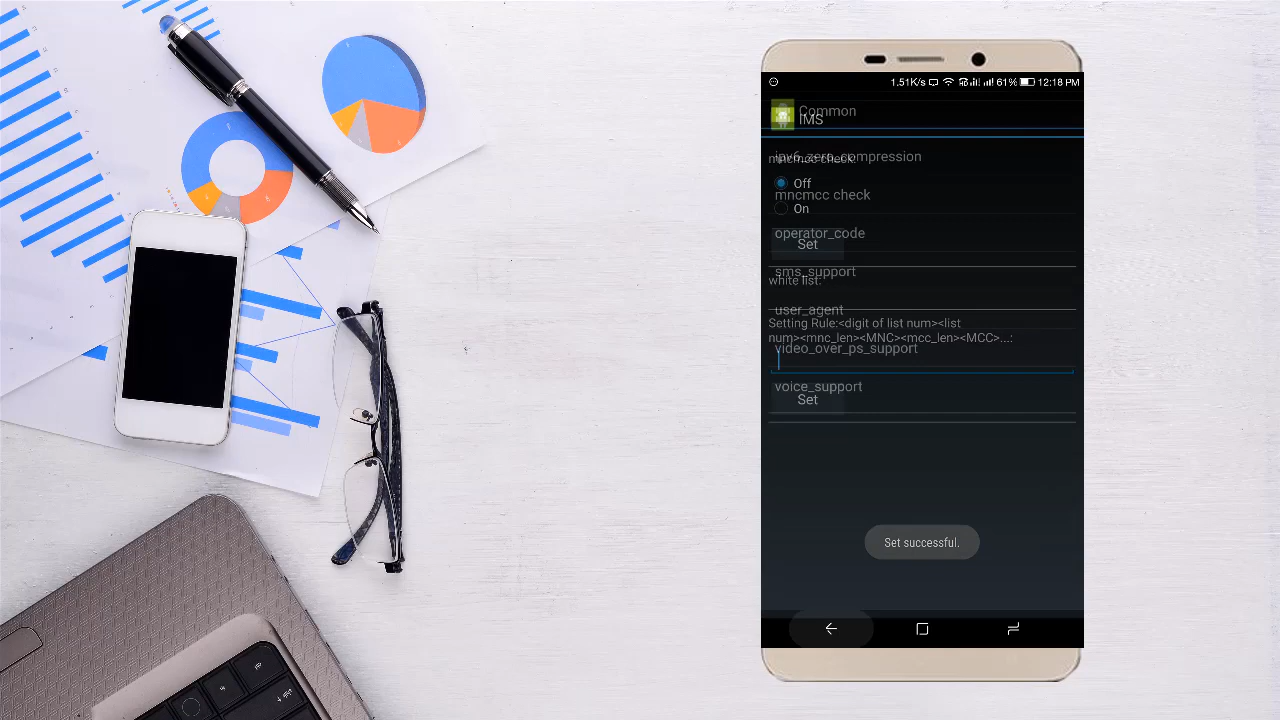 1.51K/s 61% 12:18 PM
Common
IMS
ipv6_zero_compression
mncmcc check:
Off
mncmcc check
On
operator_code
Set
sms_support
white list:
user_agent
Setting Rule:<digit of list num><list
num><mnc_len><MNC><mcc_len><MCC>...:
video_over_ps_support
voice_support
Set
Set successful.